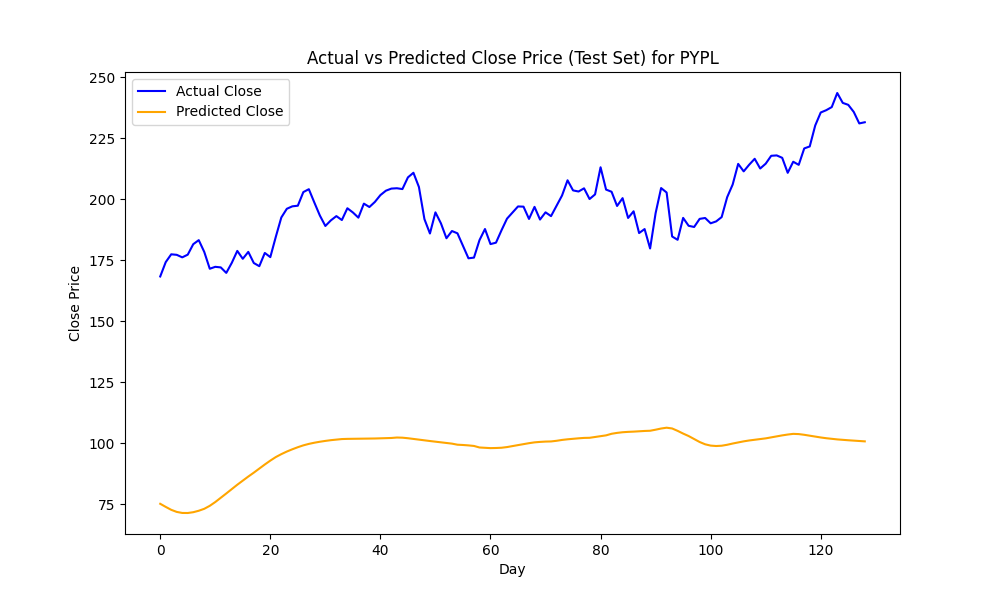 Actual vs Predicted Close Price (Test Set) for PYPL
Actual Close
Predicted Close
250
225
200
175
150
125
100
75
Close Price
0 20 40 60 80 100 120
Day